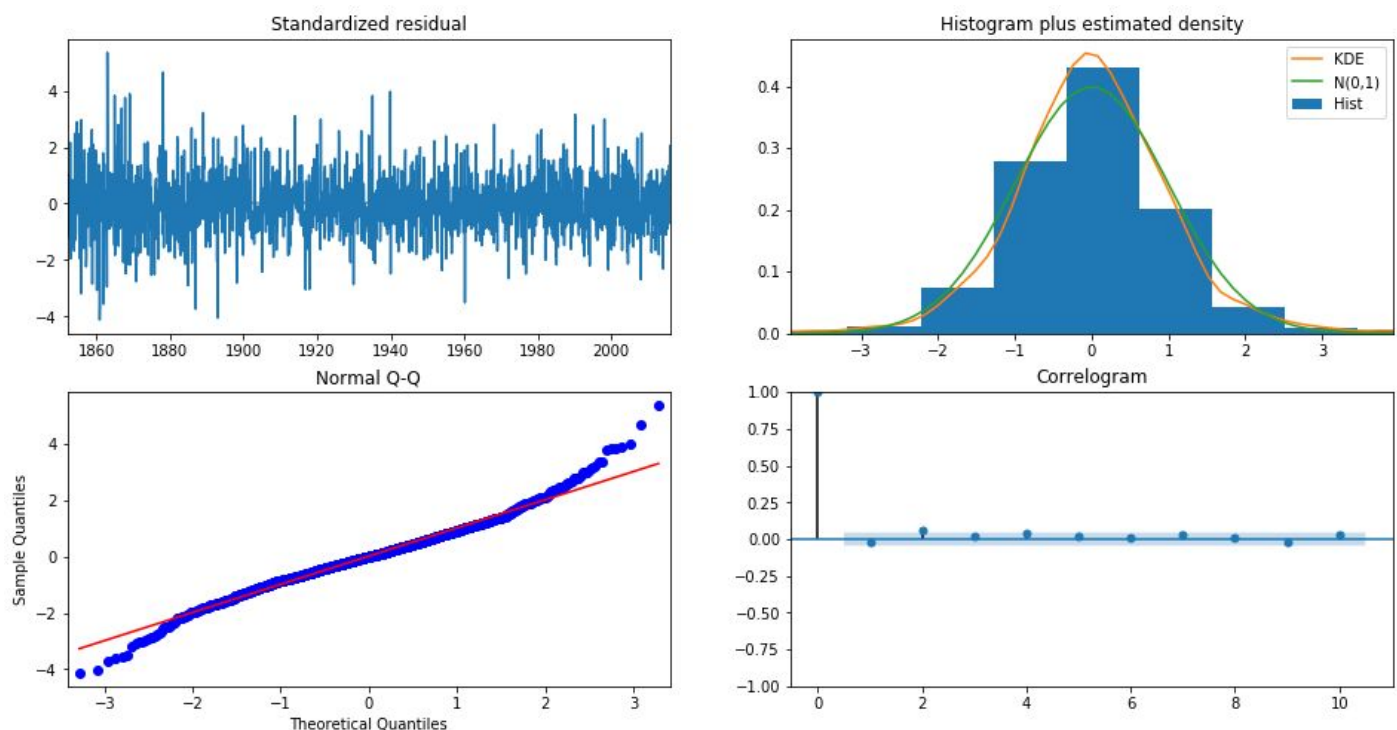 Standardized residual
4
2
0
−2
−4
1860 1880 1900 1920 1940 1960 1980 2000
Histogram plus estimated density
KDE
N(0,1)
Hist
0.4
0.3
0.2
0.1
0.0
−3 −2 −1 0 1 2 3
Normal Q-Q
Sample Quantiles
4
2
0
−2
−4
−3 −2 −1 0 1 2 3
Theoretical Quantiles
Correlogram
1.00
0.75
0.50
0.25
0.00
−0.25
−0.50
−0.75
−1.00
0 2 4 6 8 10